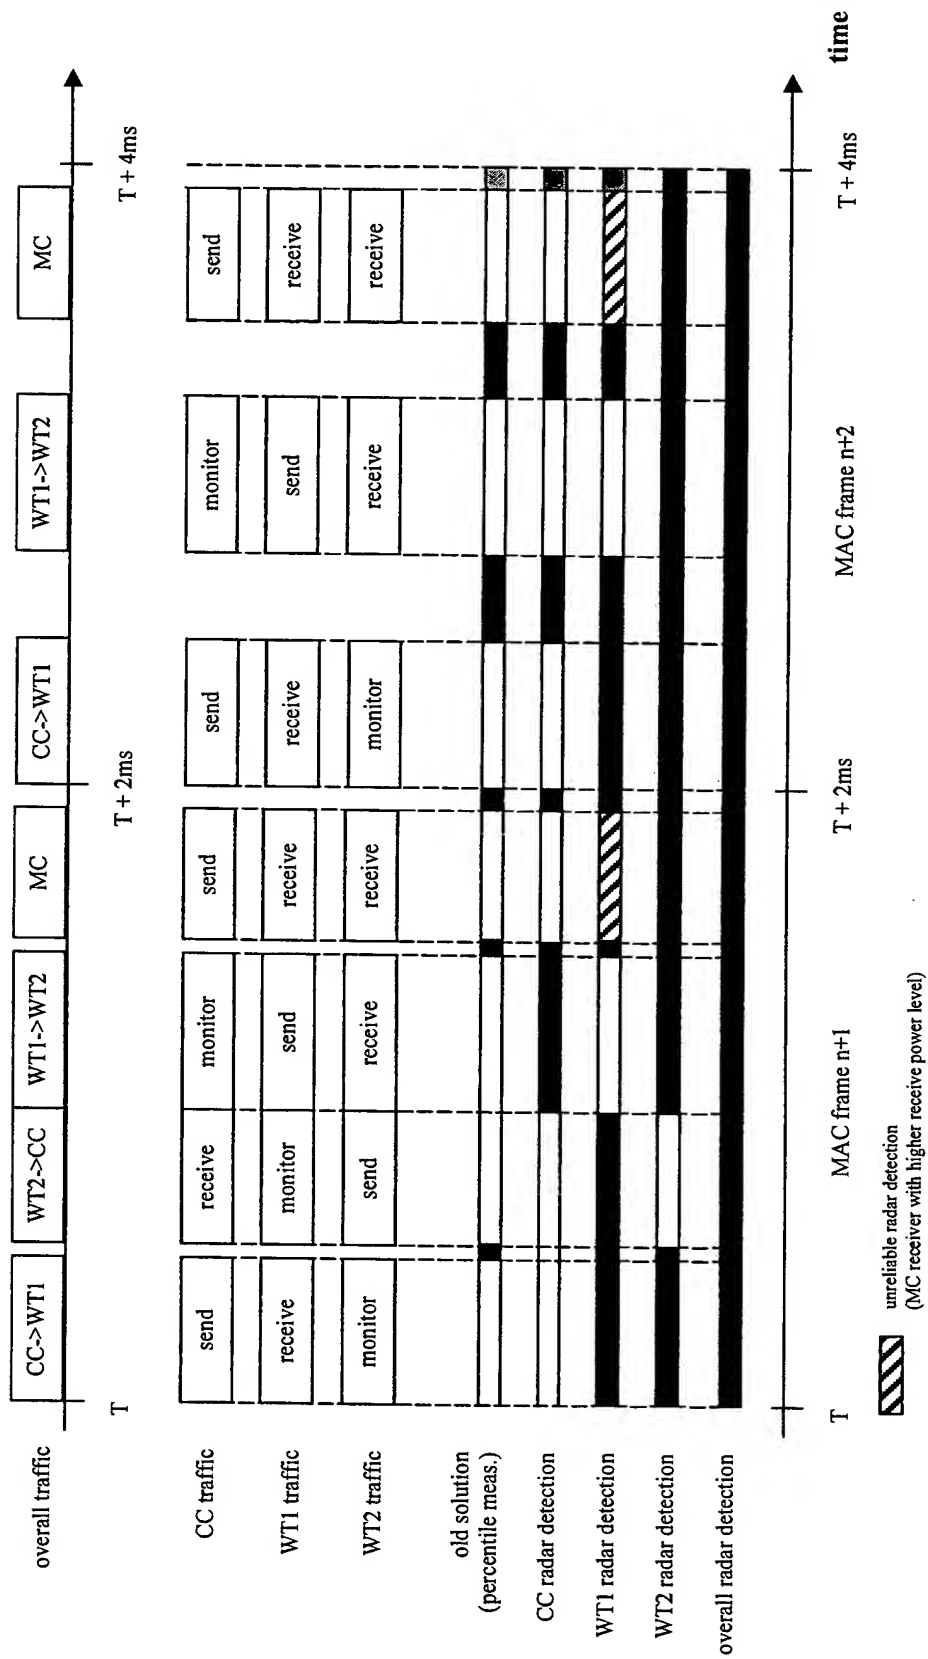 overall traffic
CC->WT1
WT2->CC
WT1->WT2
MC
CC->WT1
WT1->WT2
MC
T
T + 2ms
T + 4ms
CC traffic
send
receive
monitor
send
send
monitor
send
WT1 traffic
receive
monitor
send
receive
receive
send
receive
WT2 traffic
monitor
send
receive
receive
monitor
receive
receive
old solution
(percentile meas.)
CC radar detection
WT1 radar detection
WT2 radar detection
overall radar detection
T
MAC frame n+1
T + 2ms
MAC frame n+2
T + 4ms
time
unreliable radar detection
(MC receiver with higher receive power level)